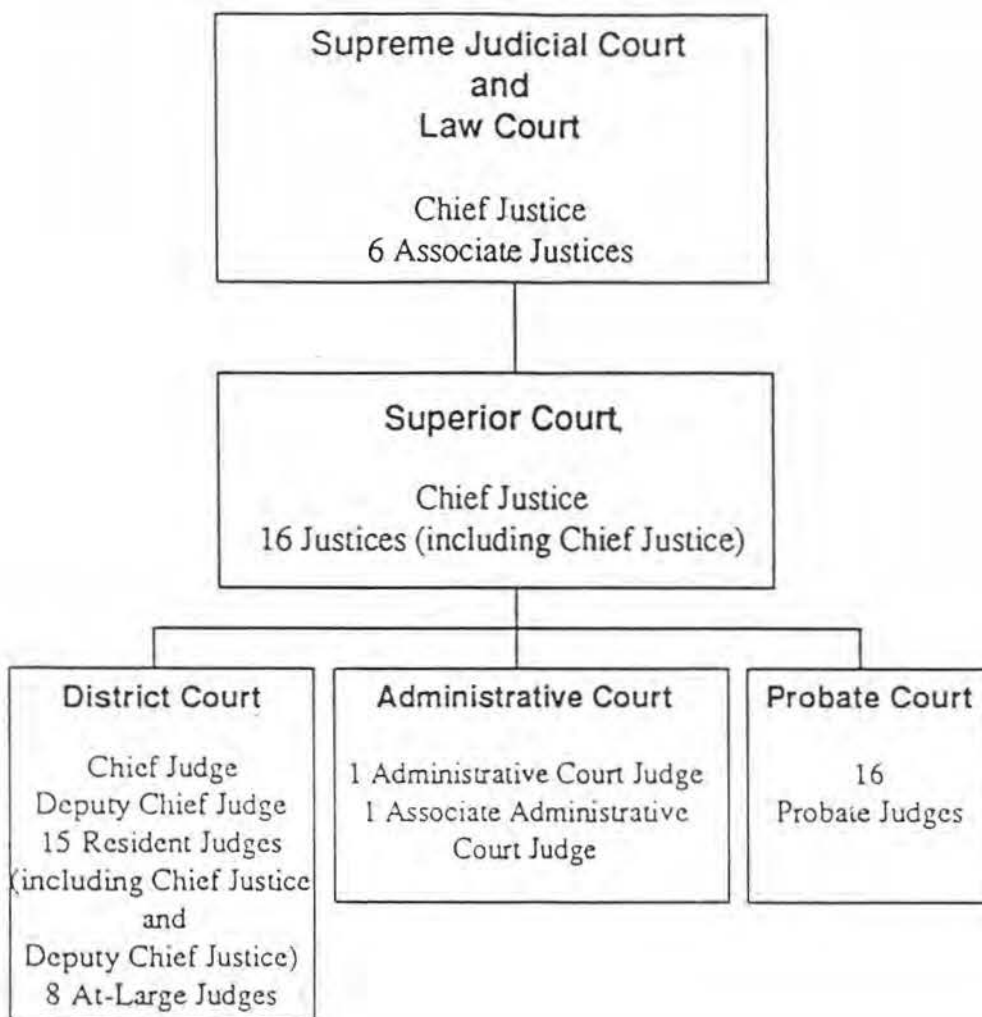 Supreme Judicial Court
and
Law Court
Chief Justice
6 Associate Justices
Superior Court
Chief Justice
16 Justices (including Chief Justice)
District Court
Chief Judge
Deputy Chief Judge
15 Resident Judges
(including Chief Justice
and
Deputy Chief Justice)
8 At-Large Judges
Administrative Court
1 Administrative Court Judge
1 Associate Administrative
Court Judge
Probate Court
16
Probate Judges